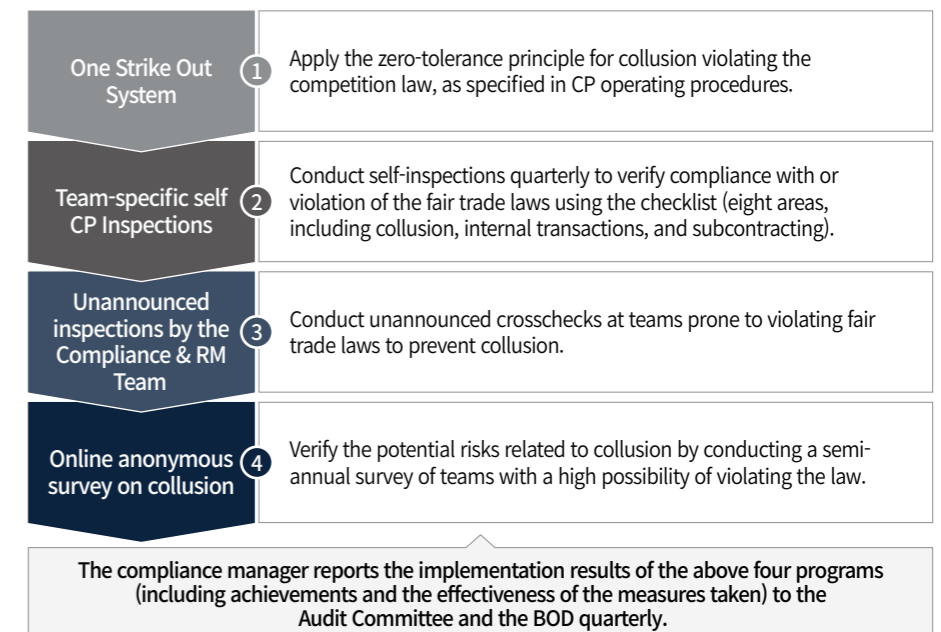 One Strike Out
System
1
Apply the zero-tolerance principle for collusion violating the
competition law, as specified in CP operating procedures.
Team-specific self
CP Inspections
2
Conduct self-inspections quarterly to verify compliance with or
violation of the fair trade laws using the checklist (eight areas,
including collusion, internal transactions, and subcontracting).
Unannounced
inspections by the
Compliance & RM
Team
3
Conduct unannounced crosschecks at teams prone to violating fair
trade laws to prevent collusion.
Online anonymous
survey on collusion
4
Verify the potential risks related to collusion by conducting a semi-
annual survey of teams with a high possibility of violating the law.
The compliance manager reports the implementation results of the above four programs
(including achievements and the effectiveness of the measures taken) to the
Audit Committee and the BOD quarterly.